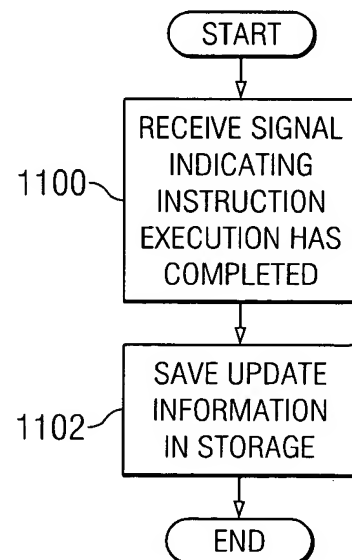 START
1100
RECEIVE SIGNAL
INDICATING
INSTRUCTION
EXECUTION HAS
COMPLETED
1102
SAVE UPDATE
INFORMATION
IN STORAGE
END